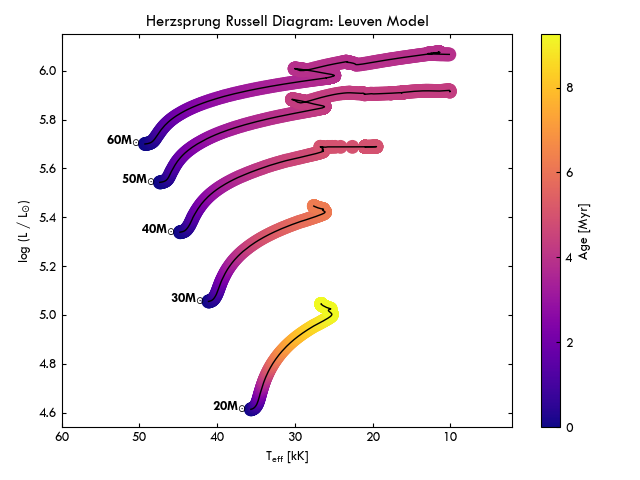 Herzsprung Russell Diagram: Leuven Model
6.0
5.8
5.6
5.4
5.2
5.0
4.8
4.6
log (L / L☉)
60M☉
50M☉
40M☉
30M☉
20M☉
60 50 40 30 20 10
T_eff [kK]
8
6
4
2
0
Age [Myr]